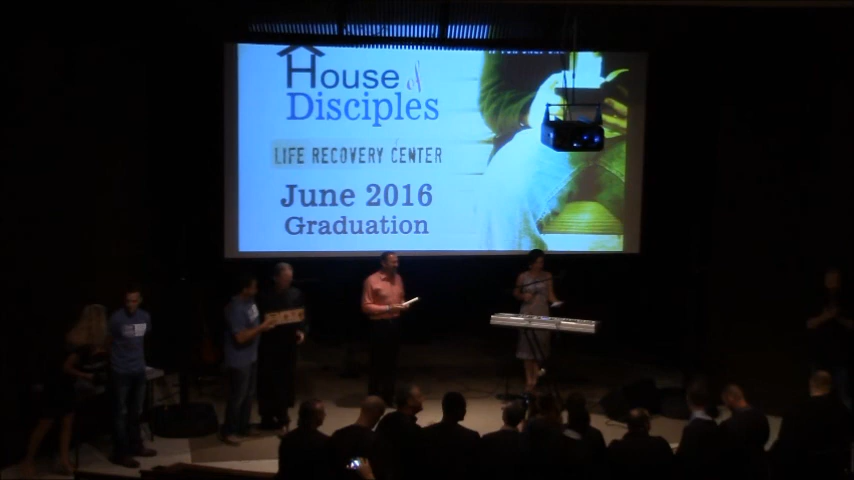 House of
Disciples
LIFE RECOVERY CENTER
June 2016
Graduation